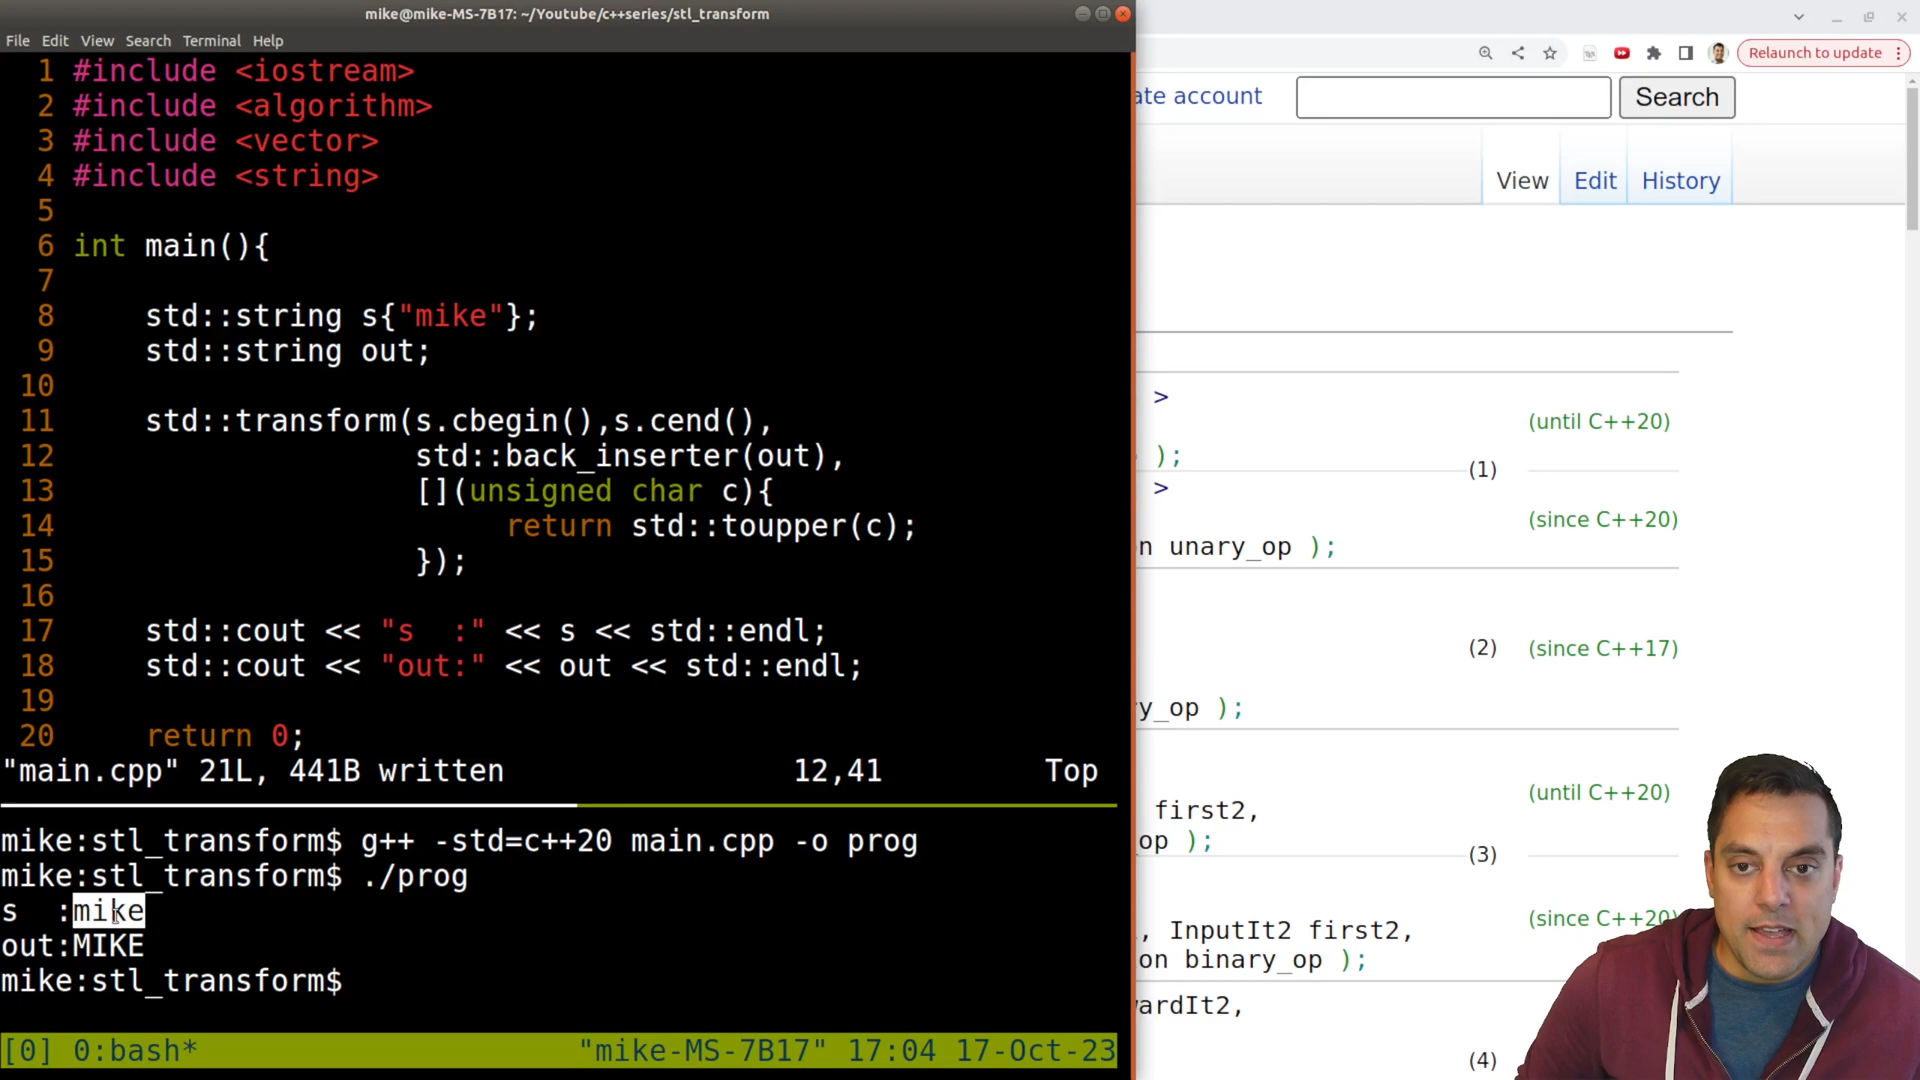 mike@mike-MS-7B17: ~/Youtube/c++series/stl_transform
File Edit View Search Terminal Help
1 #include <iostream>
2 #include <algorithm>
3 #include <vector>
4 #include <string>
5
6 int main(){
7
8 std::string s{"mike"};
9 std::string out;
10
11 std::transform(s.cbegin(),s.cend(),
12 std::back_inserter(out),
13 [](unsigned char c){
14 return std::toupper(c);
15 });
16
17 std::cout << "s  :" << s << std::endl;
18 std::cout << "out:" << out << std::endl;
19
20 return 0;
"main.cpp" 21L, 441B written 12,41 Top
mike:stl_transform$ g++ -std=c++20 main.cpp -o prog
mike:stl_transform$ ./prog
s  :mike
out:MIKE
mike:stl_transform$
[0] 0:bash* "mike-MS-7B17" 17:04 17-Oct-23
Relaunch to update
ate account Search
View Edit History
>
(until C++20)
);
(1)
>
(since C++20)
n unary_op );
(2) (since C++17)
y_op );
(until C++20)
first2,
op );
(3)
(since C++20)
, InputIt2 first2,
on binary_op );
wardIt2,
(4)